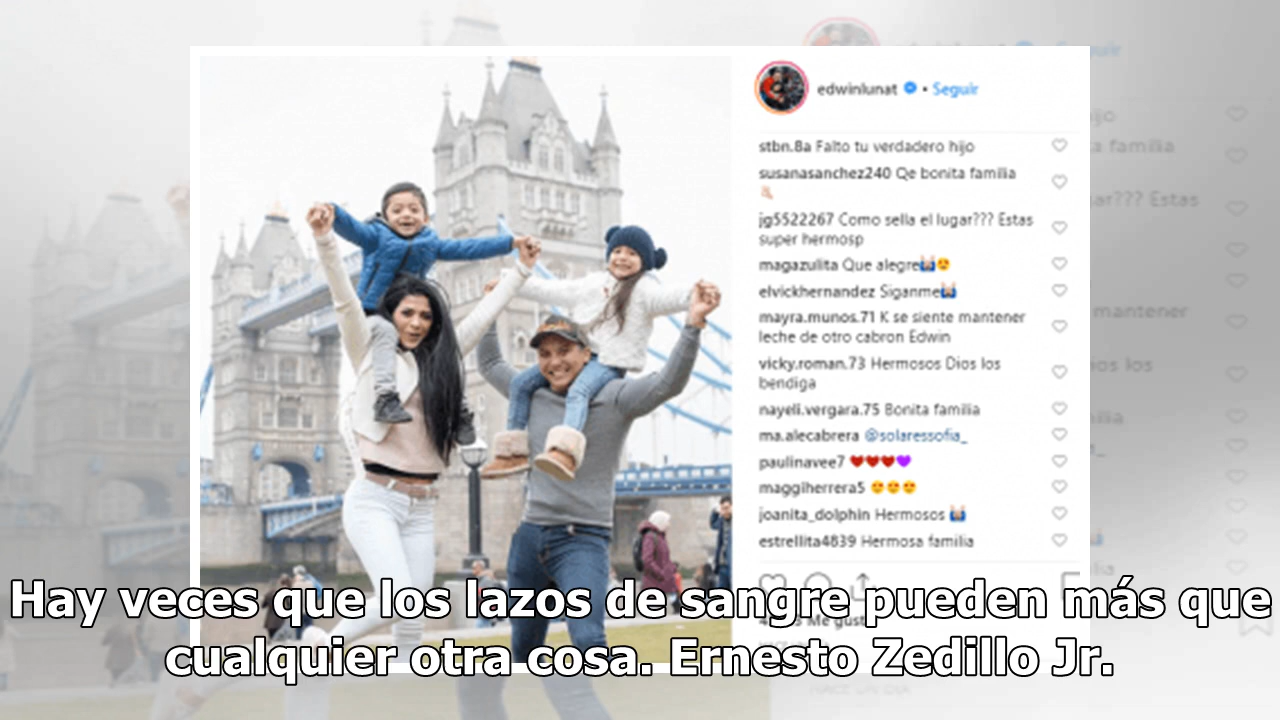 edwinlunat • Seguir
stbn.8a Falto tu verdadero hijo
susanasanchez240 Qe bonita familia
jg5522267 Como sella el lugar??? Estas
super hermosp
magazulita Que alegre
elvickhernandez Siganme
mayra.munos.71 K se siente mantener
leche de otro cabron Edwin
vicky.roman.73 Hermosos Dios los
bendiga
nayeli.vergara.75 Bonita familia
ma.alecabrera @solaressofia_
paulinavee7
maggiherrera5
joanita_dolphin Hermosos
estrellita4839 Hermosa familia
Hay veces que los lazos de sangre pueden más que
cualquier otra cosa. Ernesto Zedillo Jr.